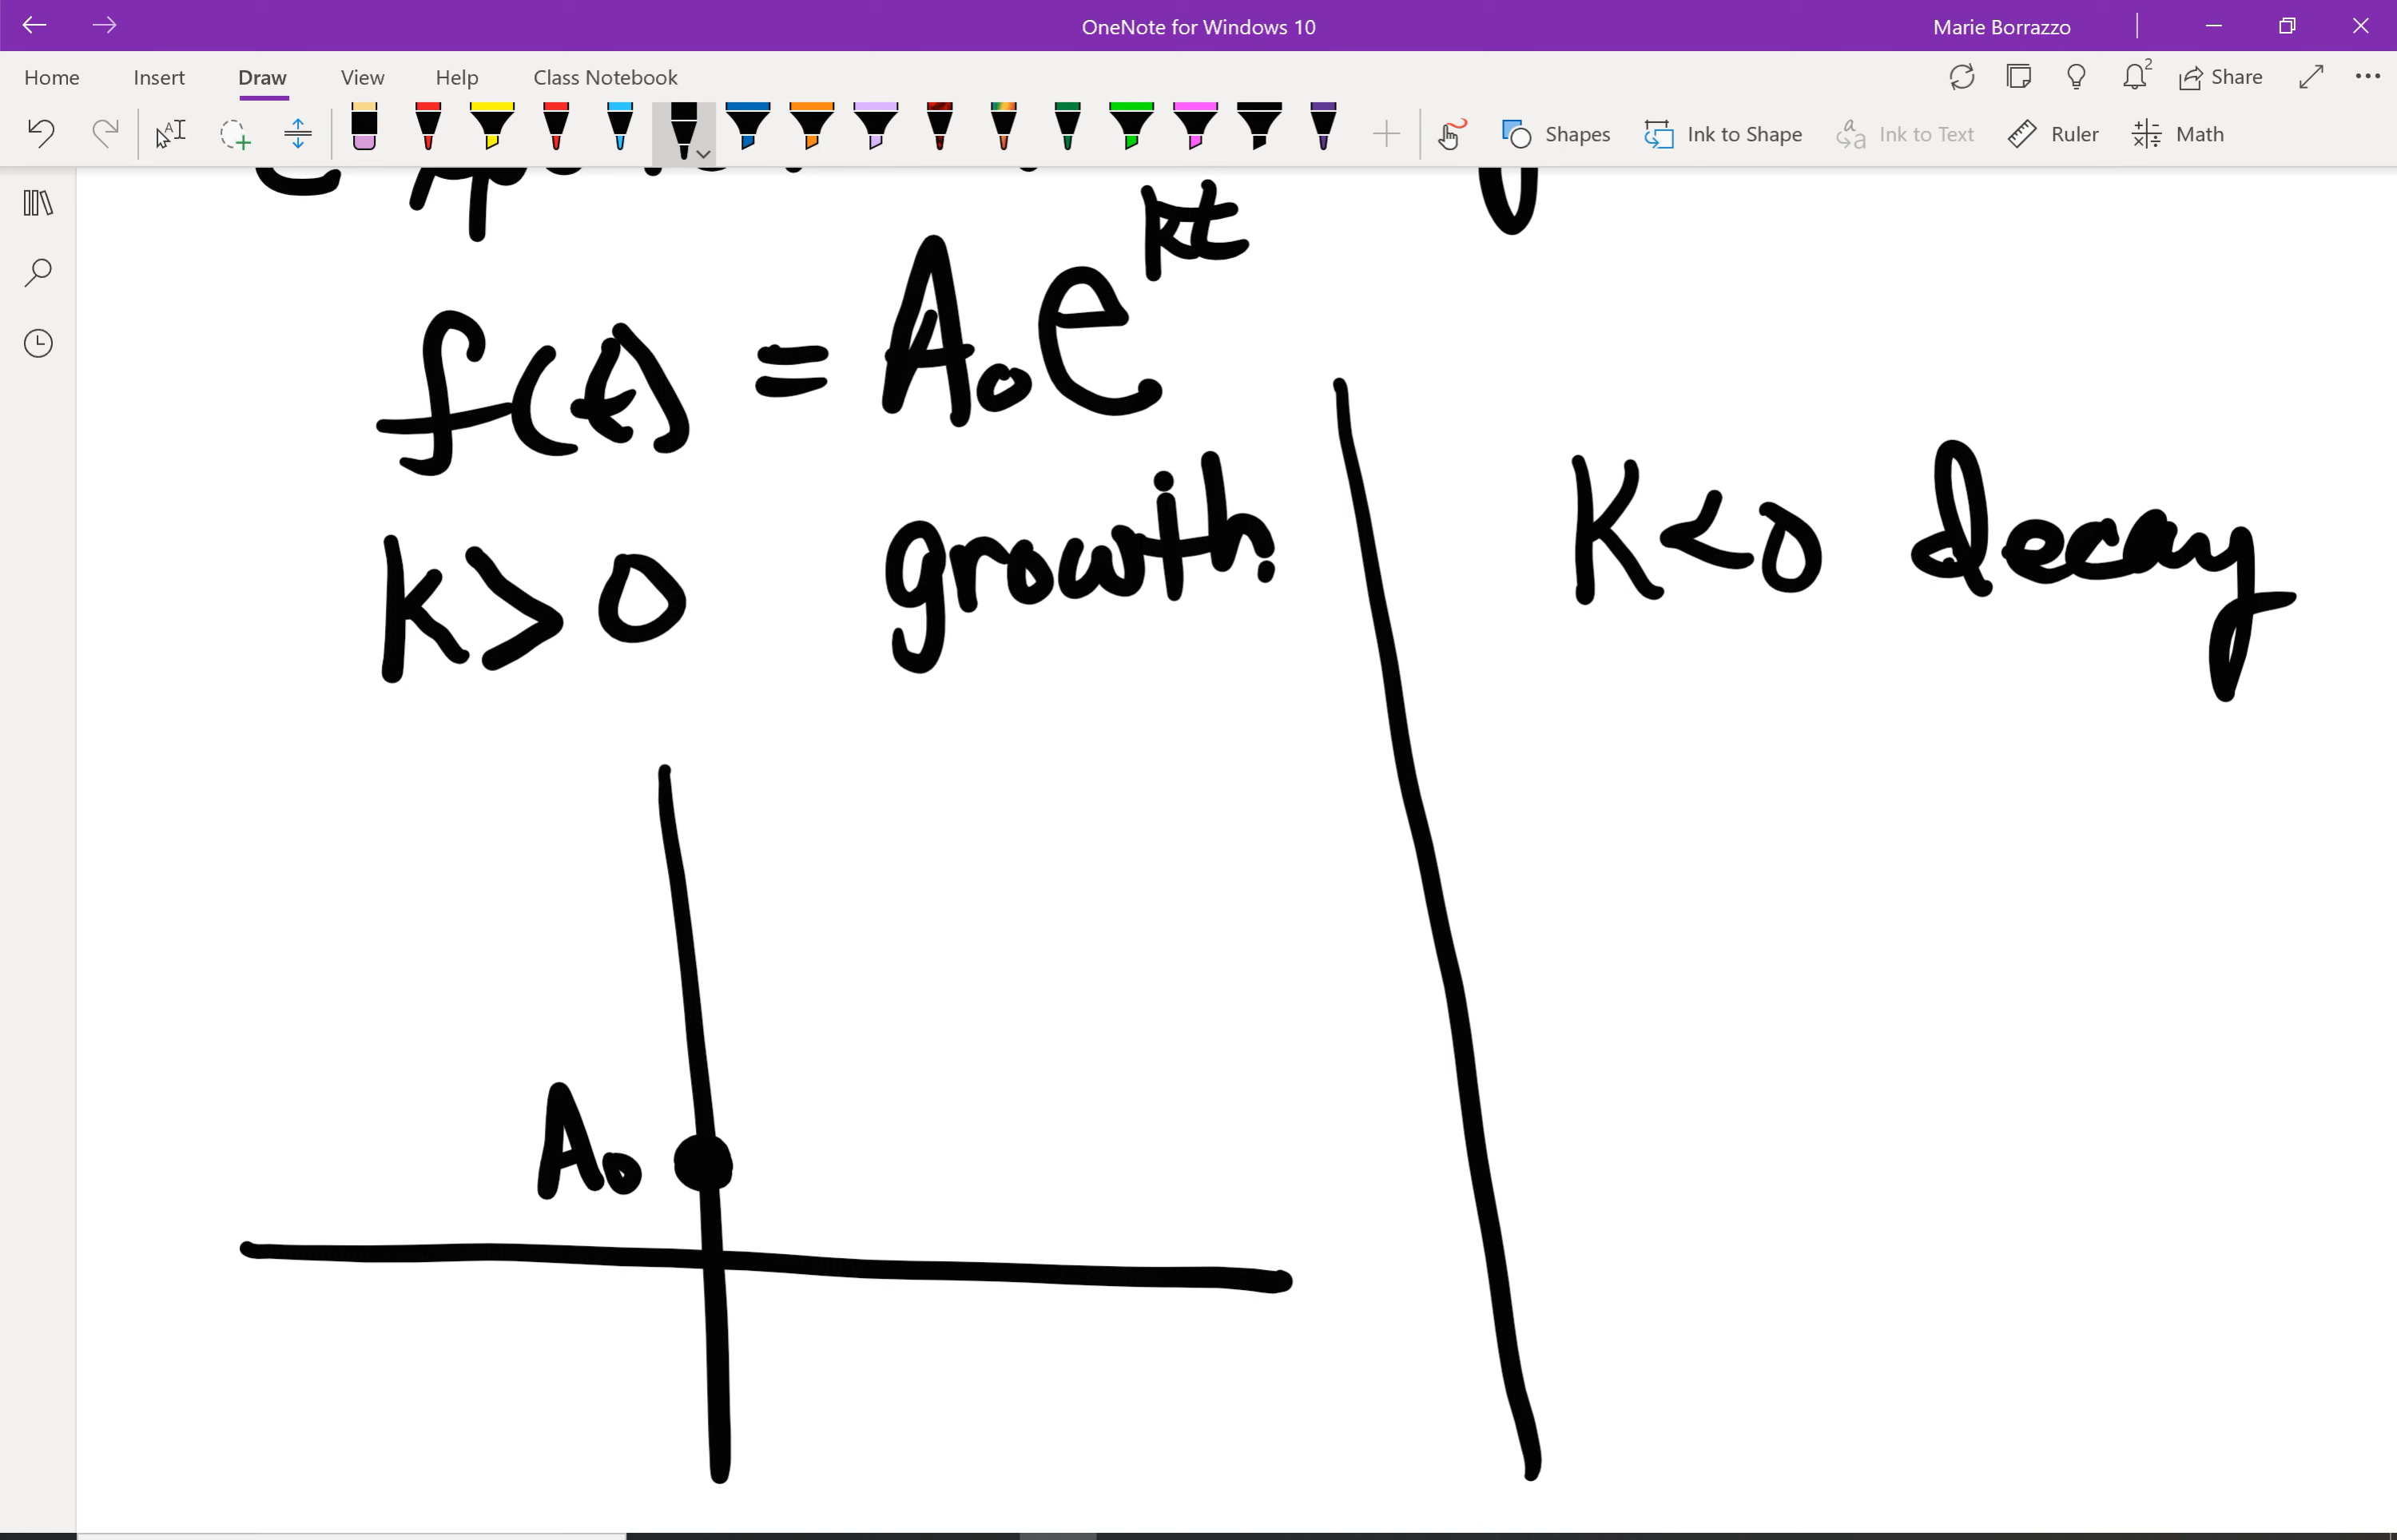 OneNote for Windows 10
Marie Borrazzo
Home Insert Draw View Help Class Notebook
2 Share
Shapes Ink to Shape Ink to Text Ruler Math
f(t) = A₀e^kt
K>0 growth
K<0 decay
A₀